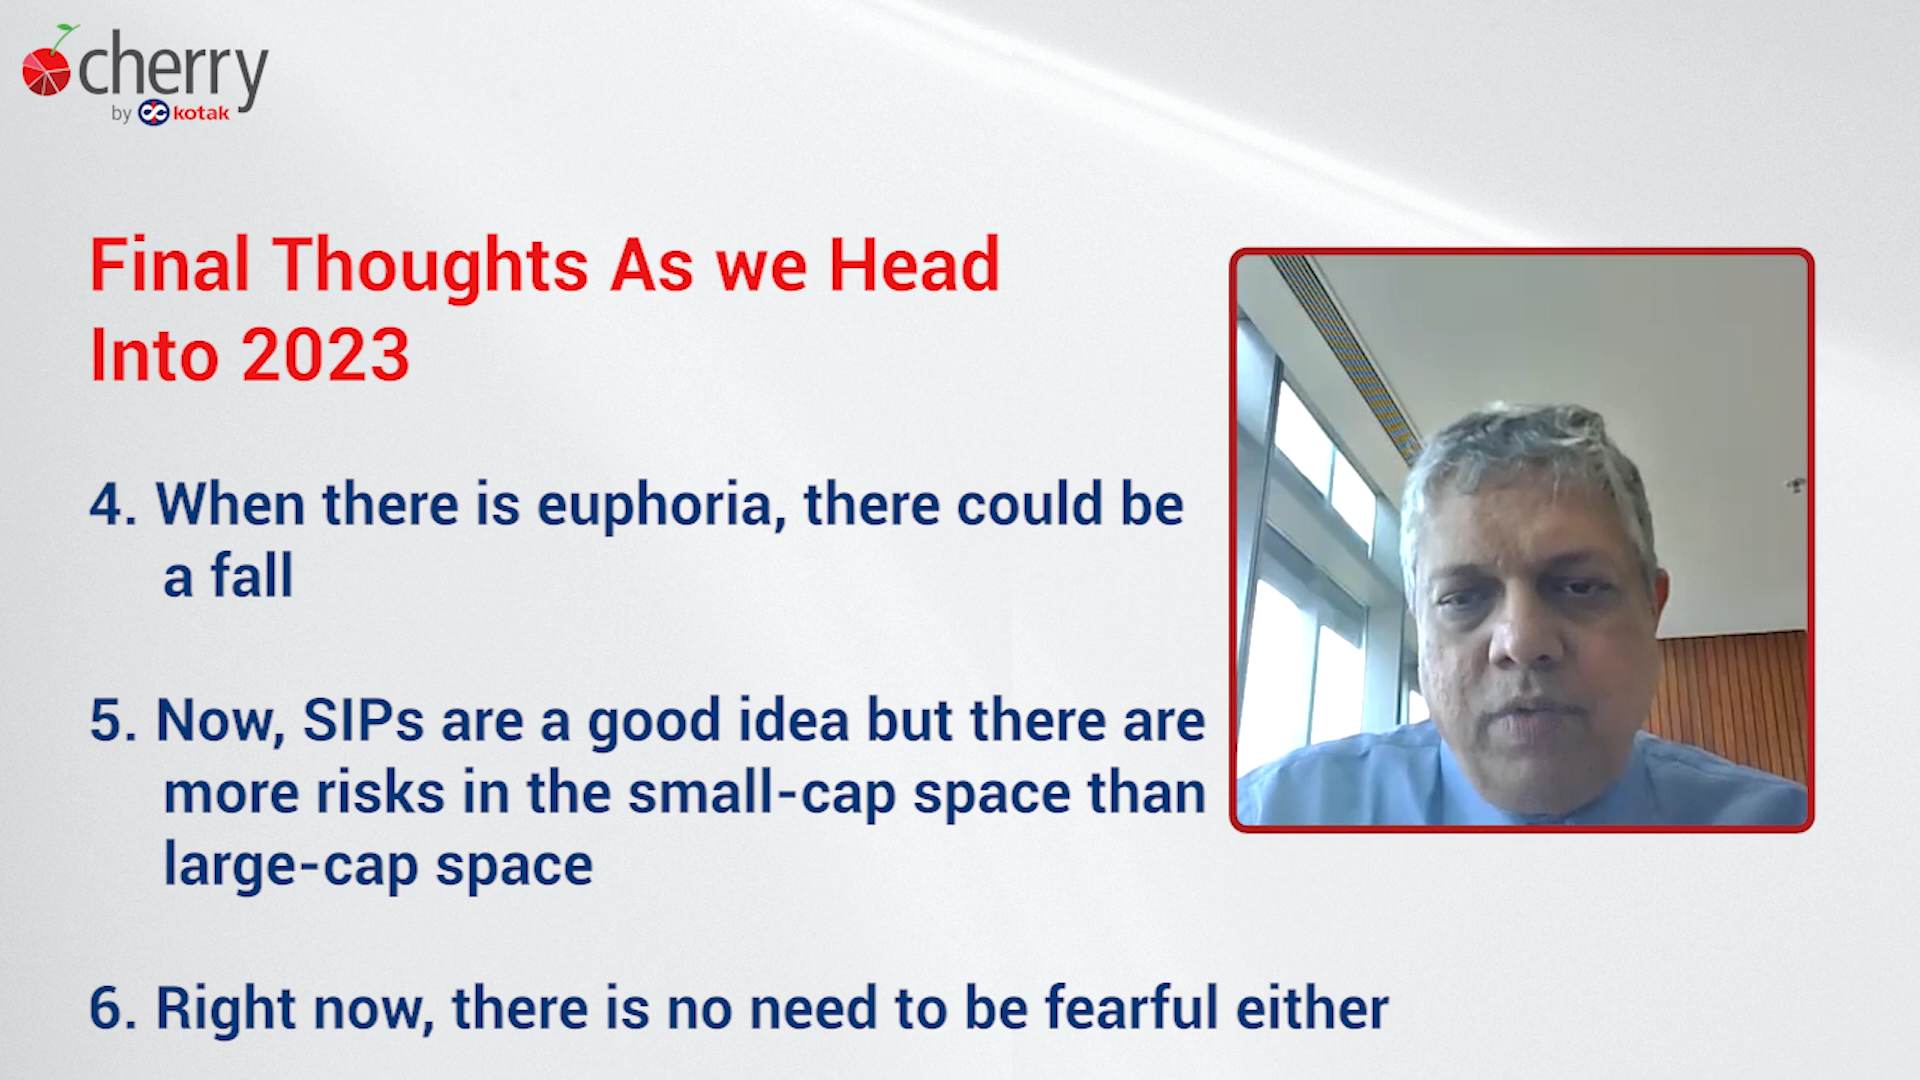 cherry
by kotak
Final Thoughts As we Head
Into 2023
4. When there is euphoria, there could be
a fall
5. Now, SIPs are a good idea but there are
more risks in the small-cap space than
large-cap space
6. Right now, there is no need to be fearful either